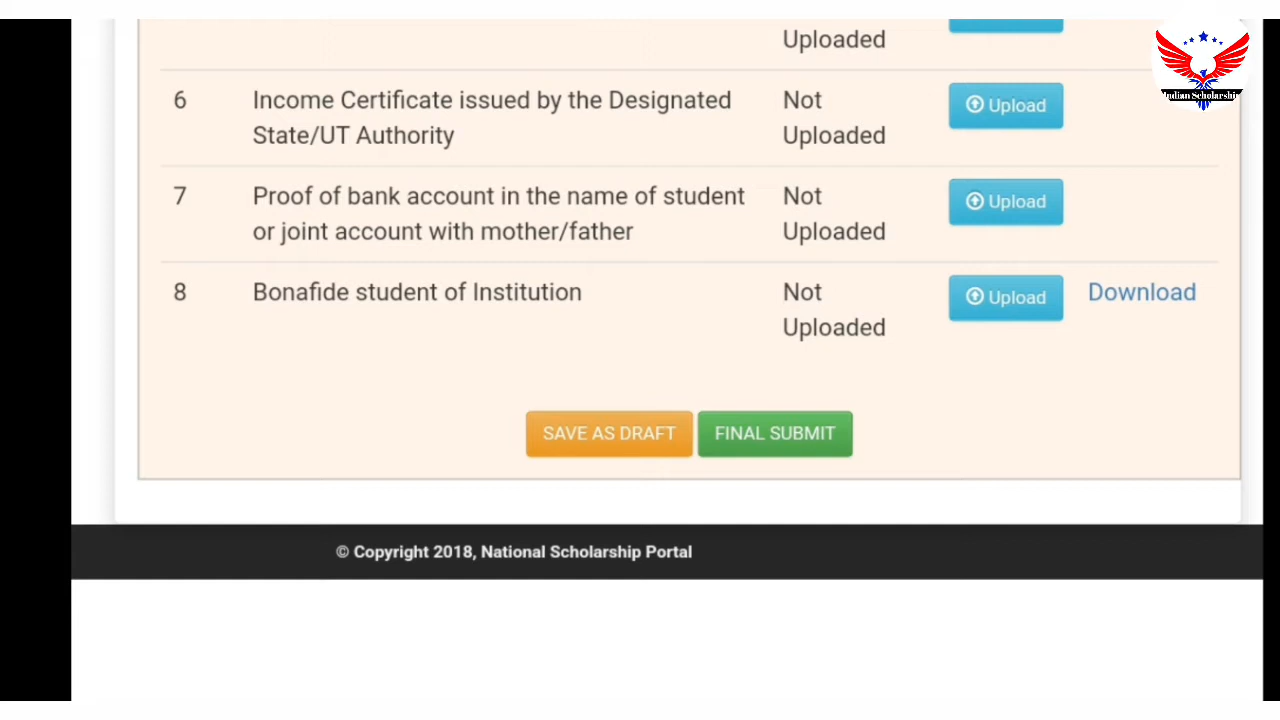 Uploaded
6 Income Certificate issued by the Designated Not Upload
State/UT Authority Uploaded
7 Proof of bank account in the name of student Not Upload
or joint account with mother/father Uploaded
8 Bonafide student of Institution Not Upload Download
Uploaded
SAVE AS DRAFT FINAL SUBMIT
© Copyright 2018, National Scholarship Portal
Indian Scholarship